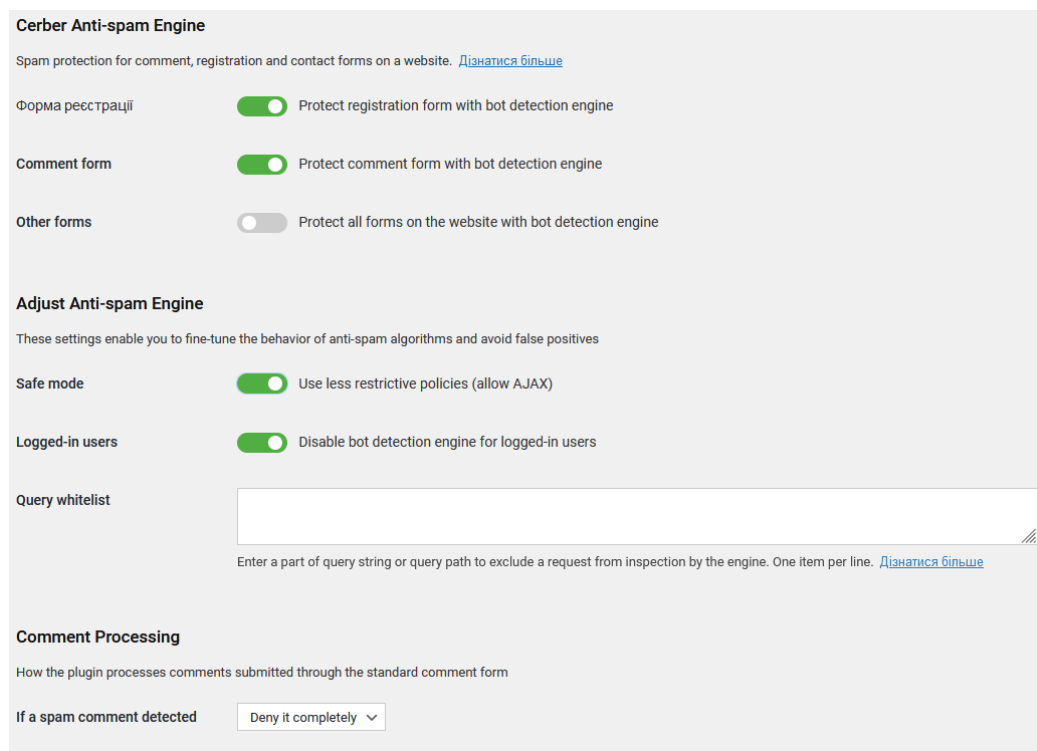 Cerber Anti-spam Engine
Spam protection for comment, registration and contact forms on a website. Дізнатися більше
Форма реєстрації Protect registration form with bot detection engine
Comment form Protect comment form with bot detection engine
Other forms Protect all forms on the website with bot detection engine
Adjust Anti-spam Engine
These settings enable you to fine-tune the behavior of anti-spam algorithms and avoid false positives
Safe mode Use less restrictive policies (allow AJAX)
Logged-in users Disable bot detection engine for logged-in users
Query whitelist
Enter a part of query string or query path to exclude a request from inspection by the engine. One item per line. Дізнатися більше
Comment Processing
How the plugin processes comments submitted through the standard comment form
If a spam comment detected Deny it completely